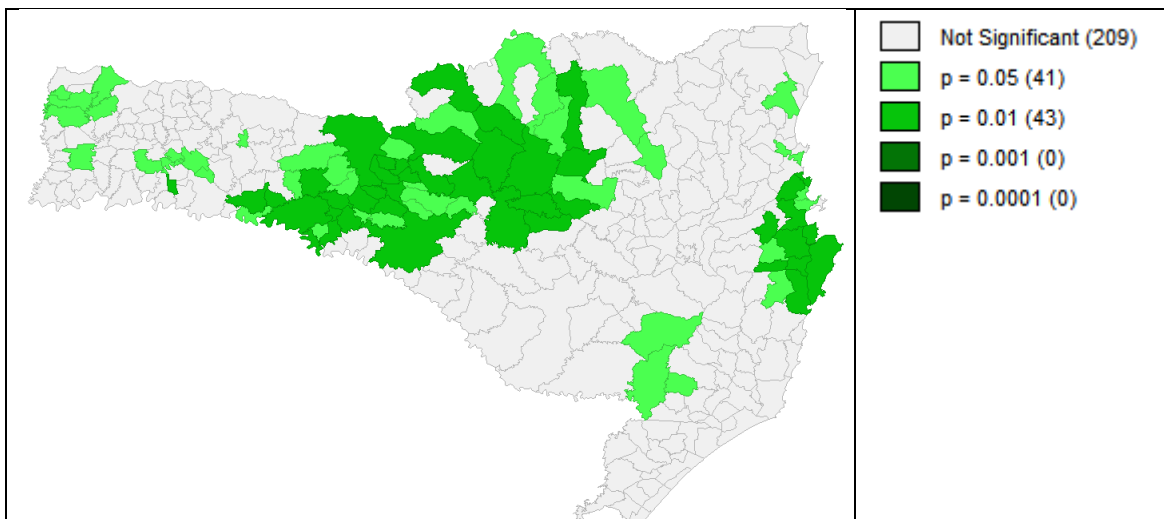 Not Significant (209)
p = 0.05 (41)
p = 0.01 (43)
p = 0.001 (0)
p = 0.0001 (0)